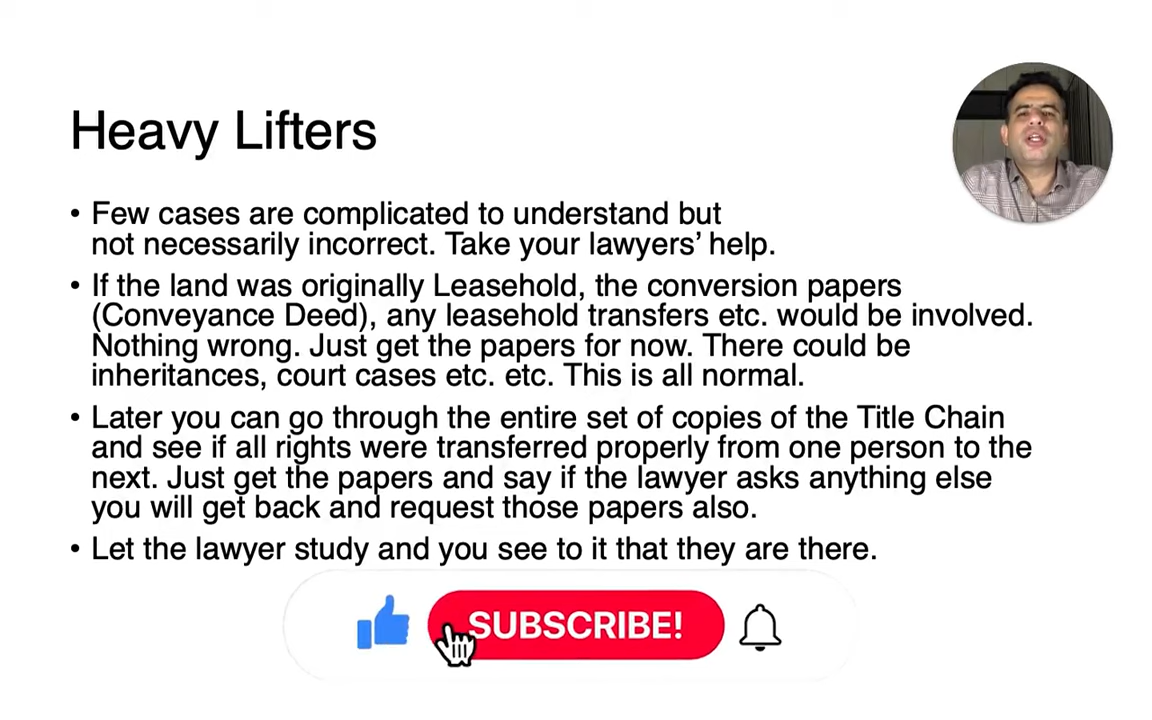 Heavy Lifters
• Few cases are complicated to understand but
not necessarily incorrect. Take your lawyers’ help.
• If the land was originally Leasehold, the conversion papers
(Conveyance Deed), any leasehold transfers etc. would be involved.
Nothing wrong. Just get the papers for now. There could be
inheritances, court cases etc. etc. This is all normal.
• Later you can go through the entire set of copies of the Title Chain
and see if all rights were transferred properly from one person to the
next. Just get the papers and say if the lawyer asks anything else
you will get back and request those papers also.
• Let the lawyer study and you see to it that they are there.
SUBSCRIBE!